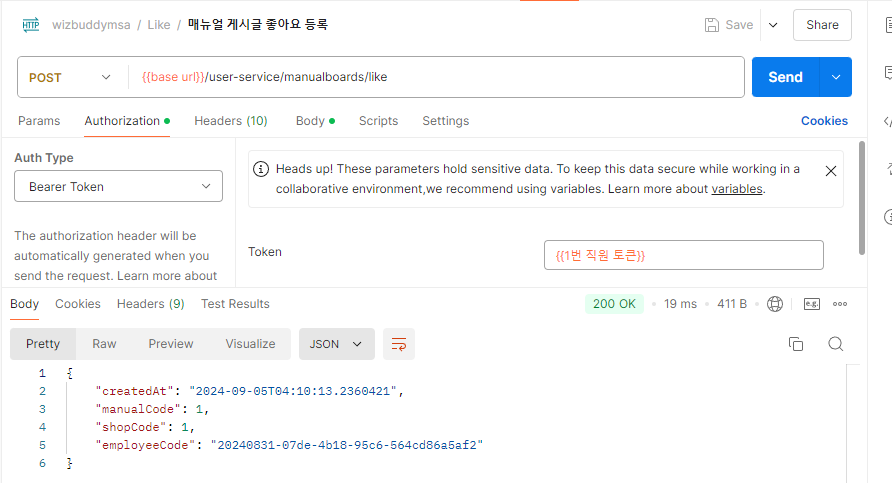 HTTP wizbuddymsa / Like / 매뉴얼 게시글 좋아요 등록 Save Share
POST {{base url}}/user-service/manualboards/like Send
Params Authorization Headers (10) Body Scripts Settings Cookies
Auth Type
Bearer Token
The authorization header will be
automatically generated when you
send the request. Learn more about
Heads up! These parameters hold sensitive data. To keep this data secure while working in a
collaborative environment,we recommend using variables. Learn more about variables.
Token {{1번 직원 토큰}}
Body Cookies Headers (9) Test Results 200 OK 19 ms 411 B e.g.
Pretty Raw Preview Visualize JSON
1 {
2 "createdAt": "2024-09-05T04:10:13.2360421",
3 "manualCode": 1,
4 "shopCode": 1,
5 "employeeCode": "20240831-07de-4b18-95c6-564cd86a5af2"
6 }